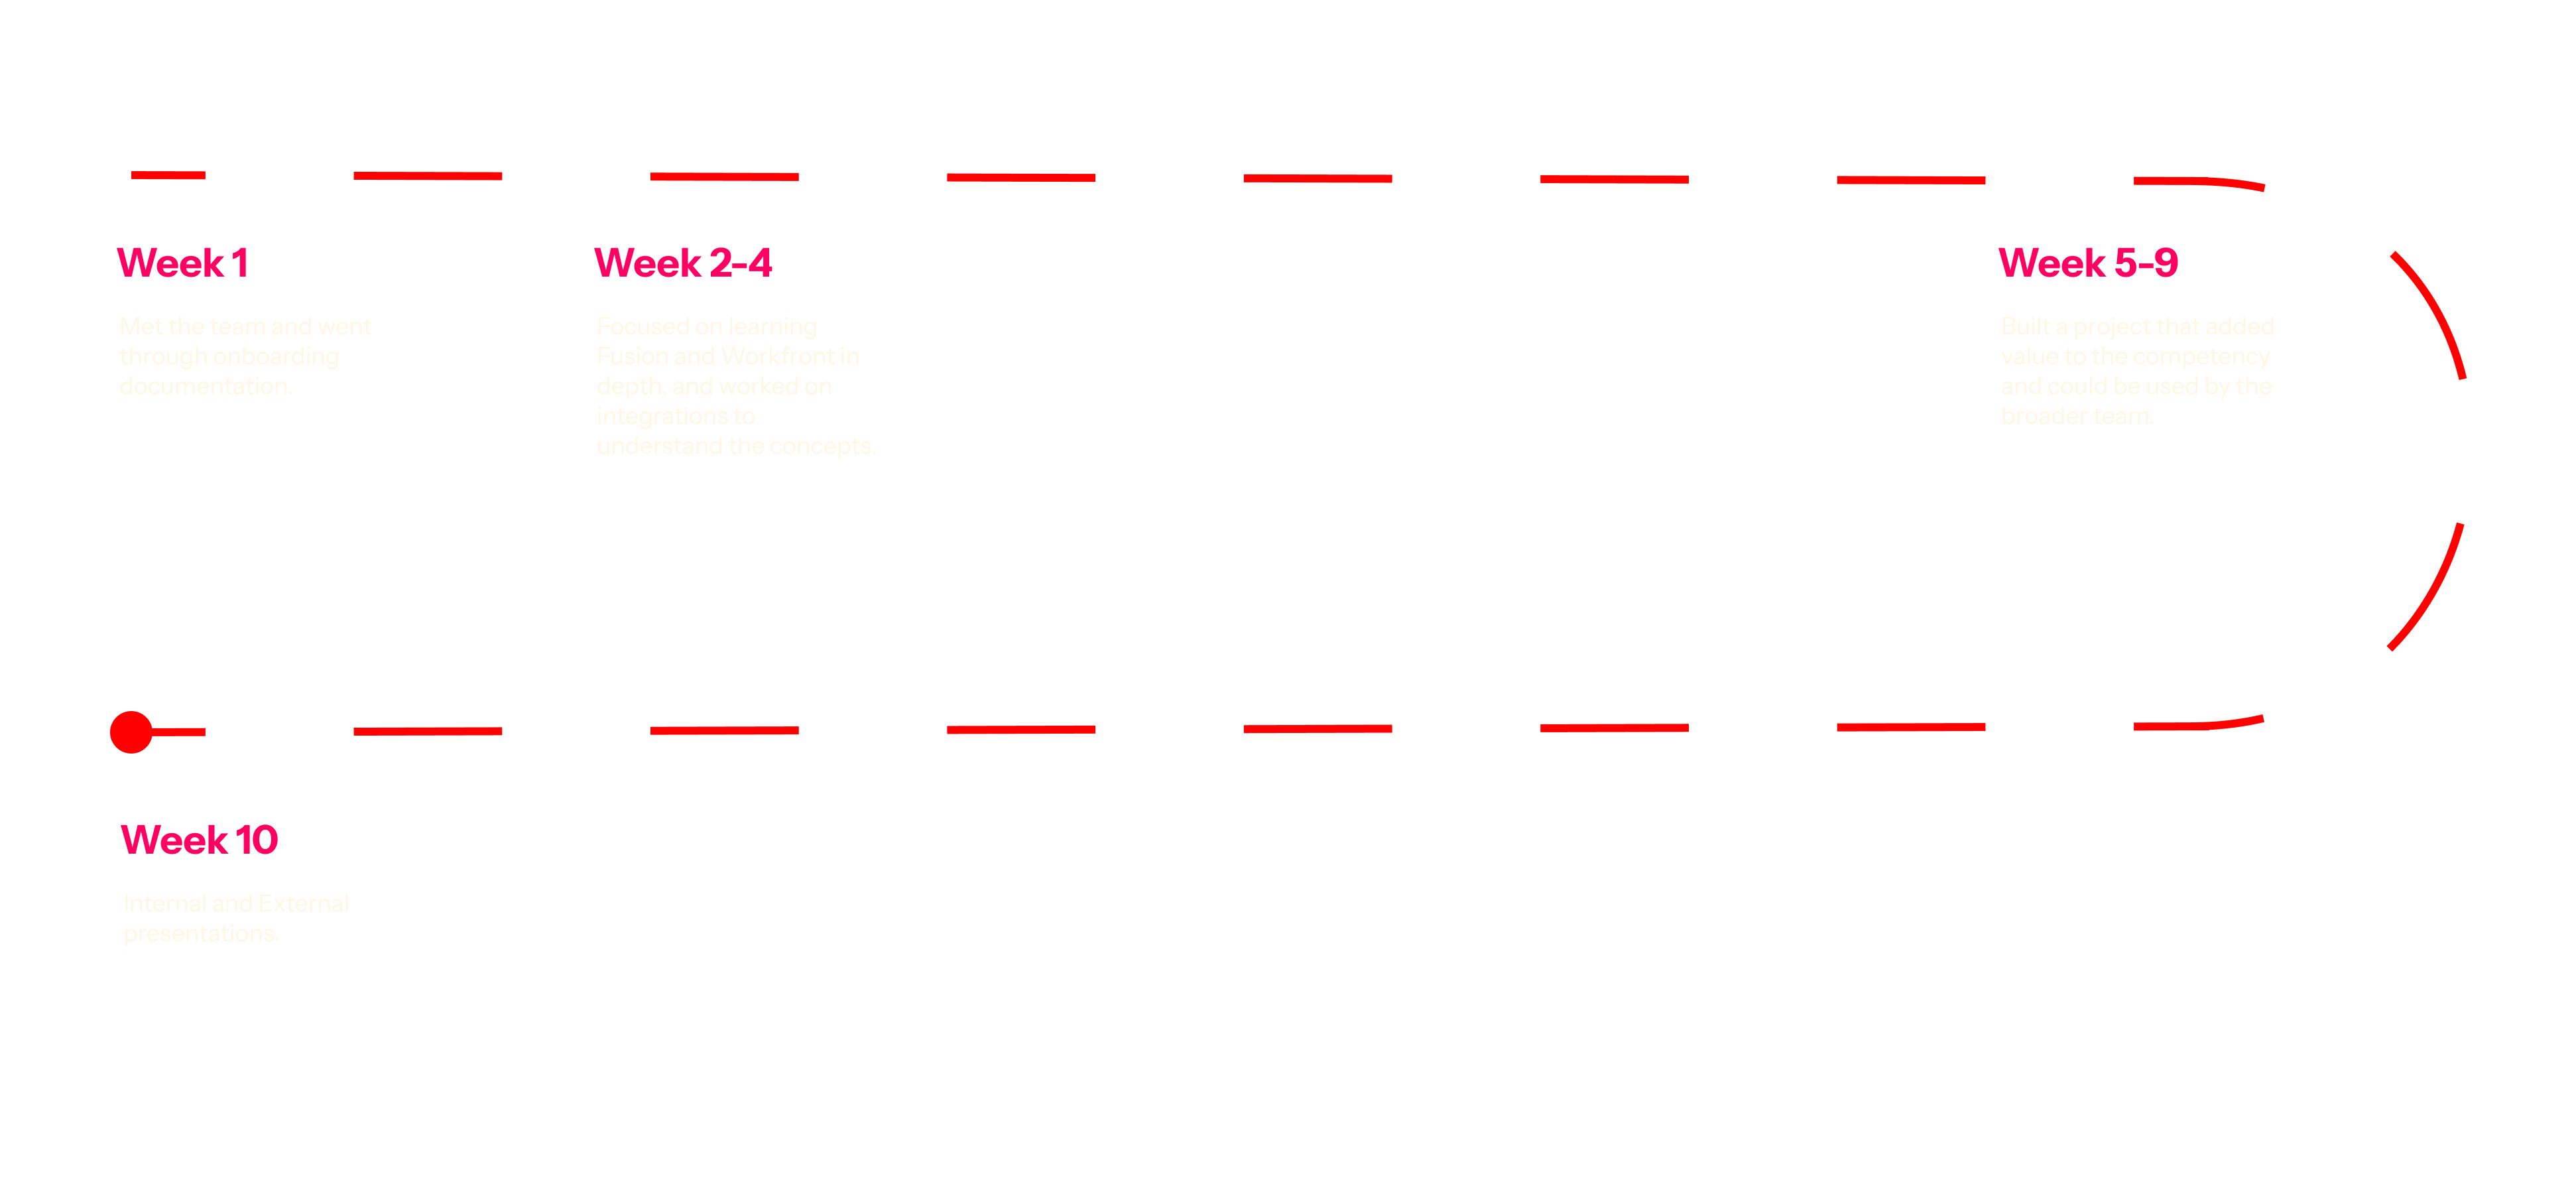 Week 1
Met the team and went
through onboarding
documentation.
Week 2-4
Focused on learning
Fusion and Workfront in
depth, and worked on
integrations to
understand the concepts.
Week 5-9
Built a project that added
value to the competency
and could be used by the
broader team.
Week 10
Internal and External
presentations.